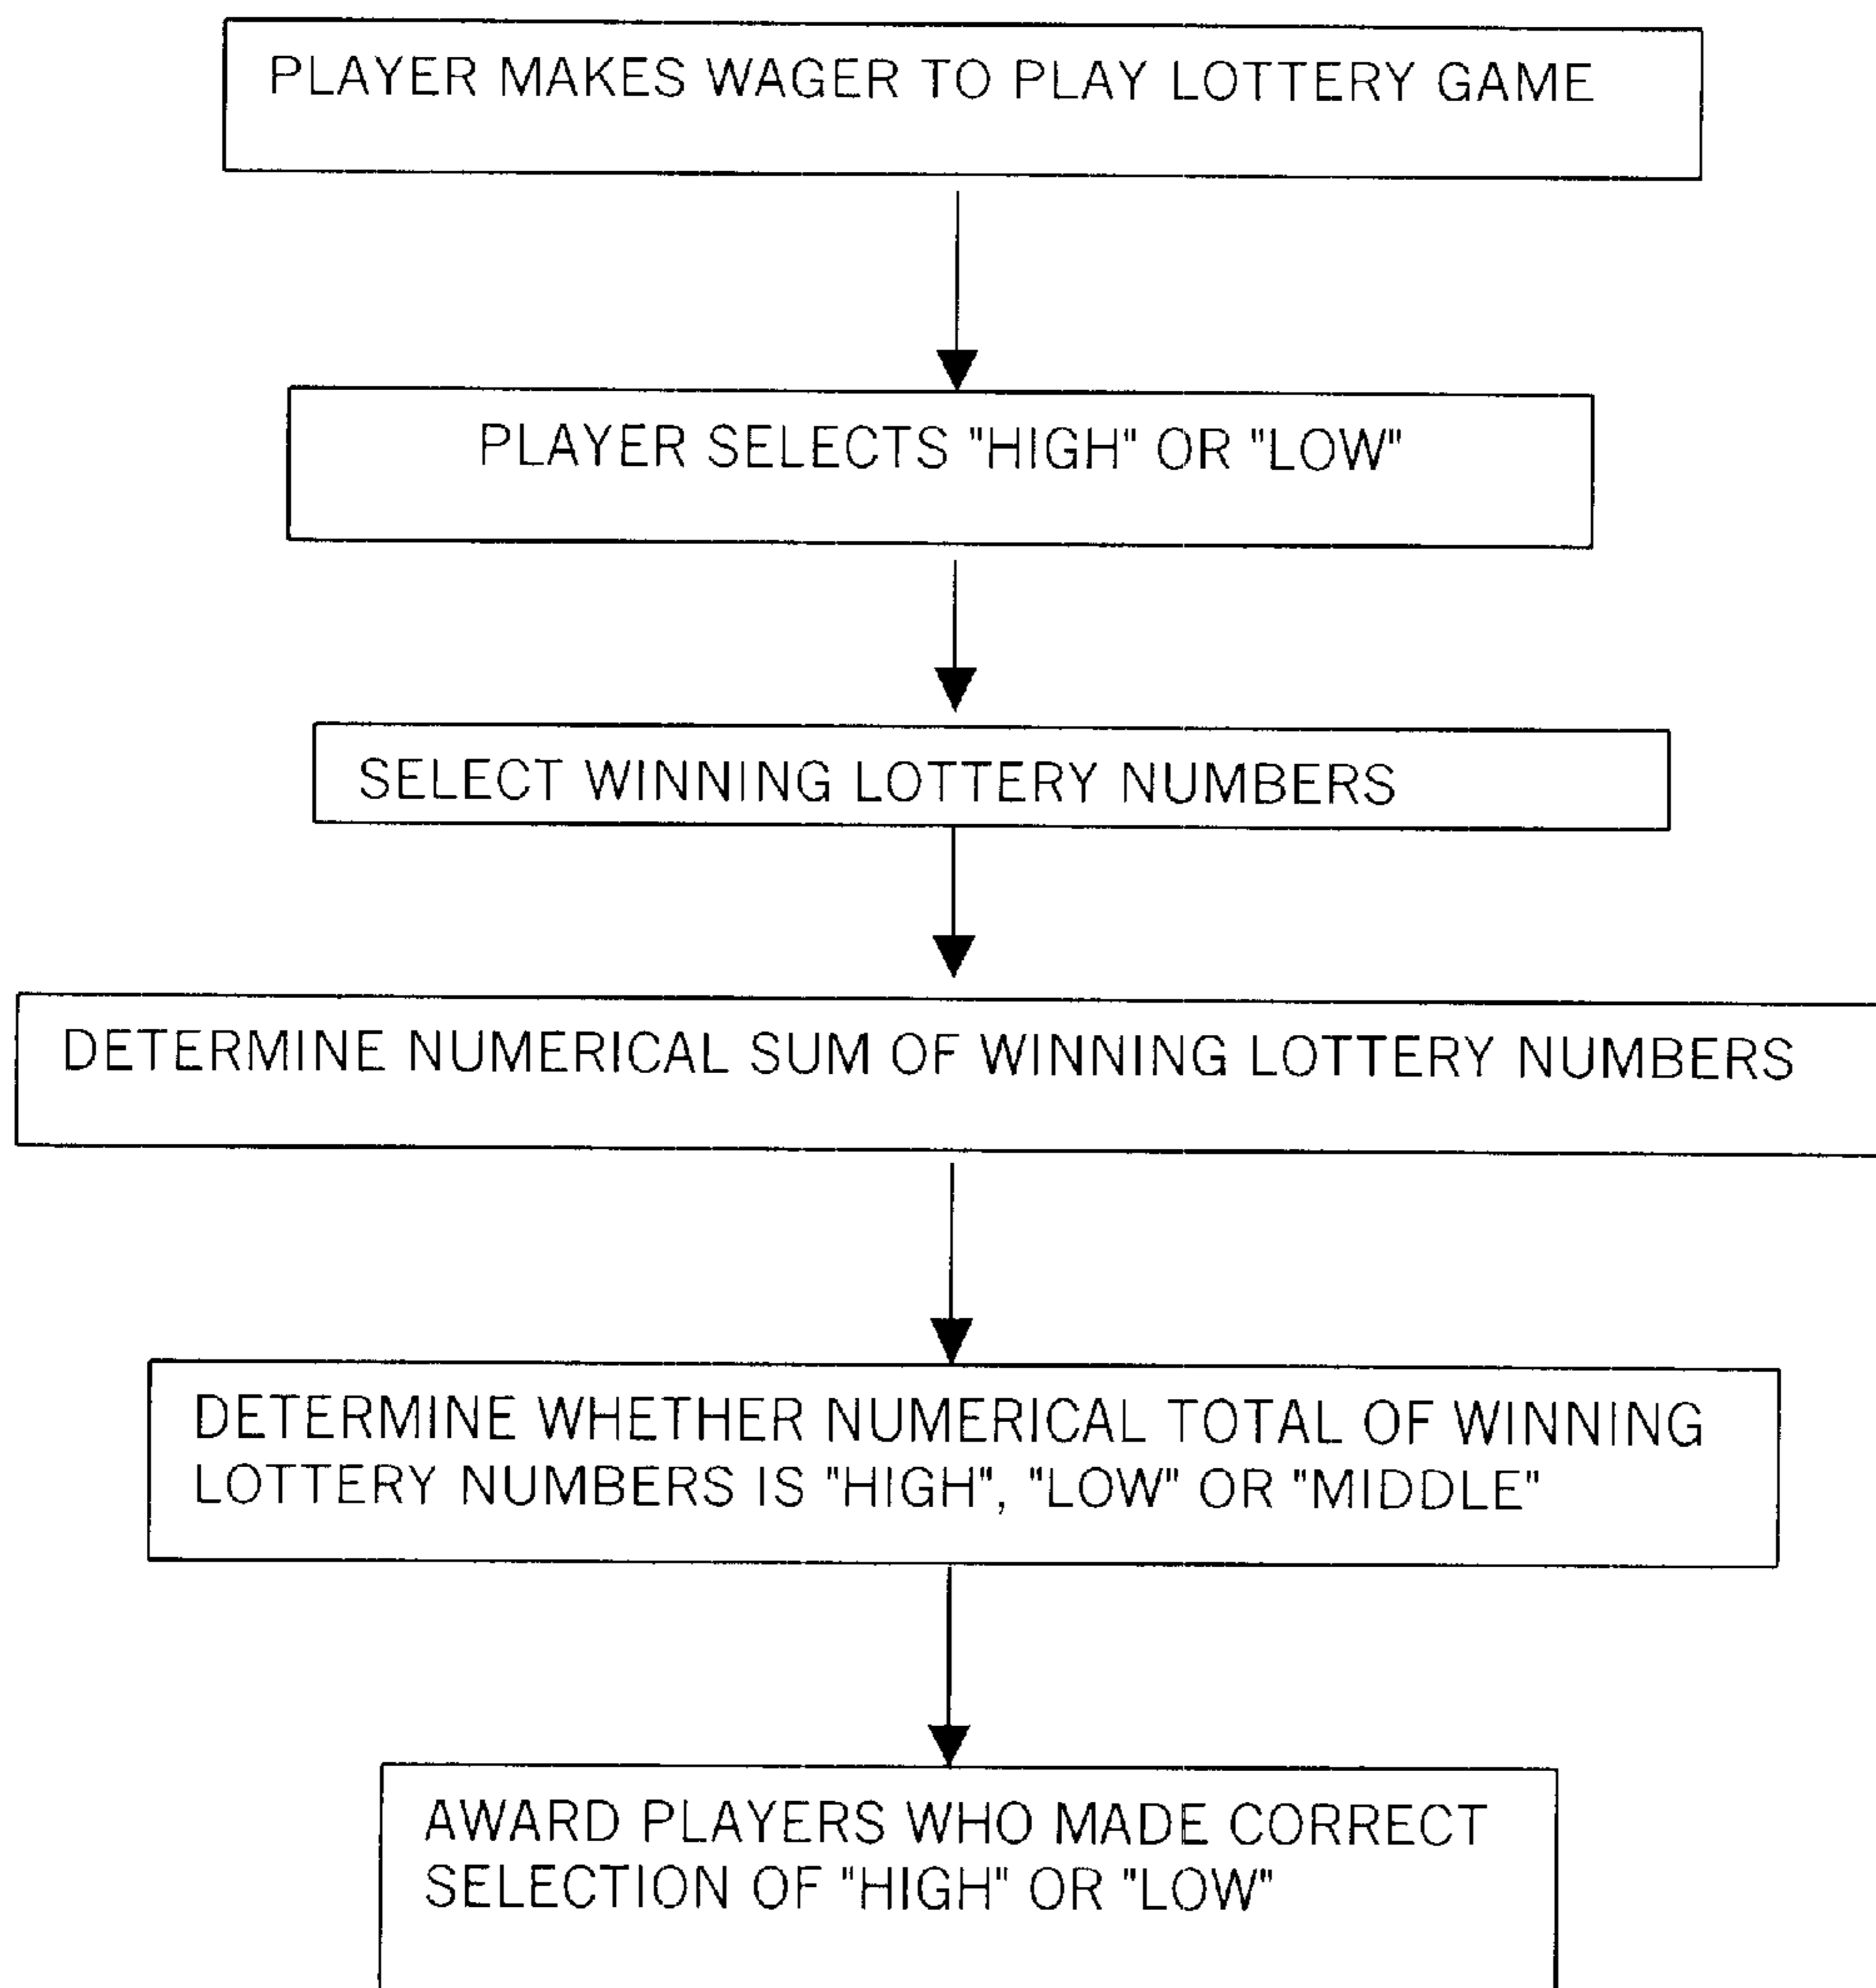 PLAYER MAKES WAGER TO PLAY LOTTERY GAME
PLAYER SELECTS "HIGH" OR "LOW"
SELECT WINNING LOTTERY NUMBERS
DETERMINE NUMERICAL SUM OF WINNING LOTTERY NUMBERS
DETERMINE WHETHER NUMERICAL TOTAL OF WINNING
LOTTERY NUMBERS IS "HIGH", "LOW" OR "MIDDLE"
AWARD PLAYERS WHO MADE CORRECT
SELECTION OF "HIGH" OR "LOW"